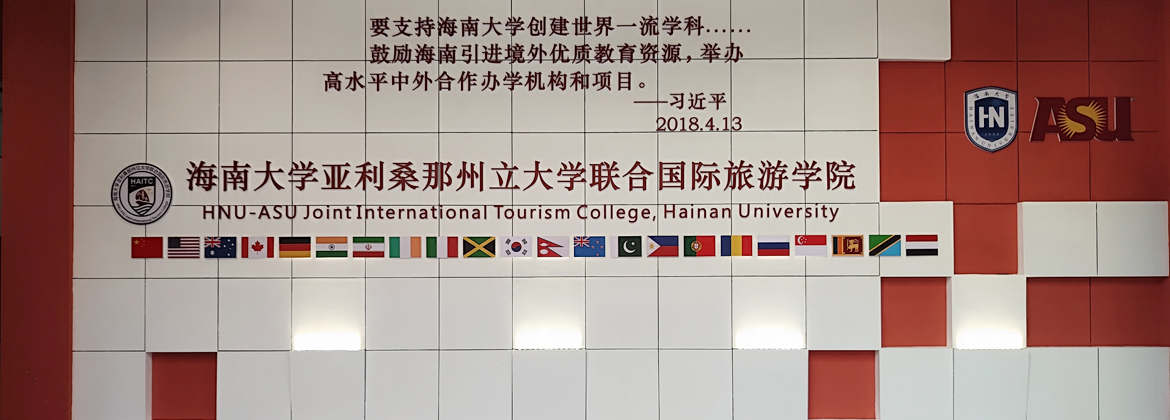 要支持海南大学创建世界一流学科……
鼓励海南引进境外优质教育资源，举办
高水平中外合作办学机构和项目。
——习近平
2018.4.13
HN
ASU
HAITC
海南大学亚利桑那州立大学联合国际旅游学院
HNU-ASU Joint International Tourism College, Hainan University